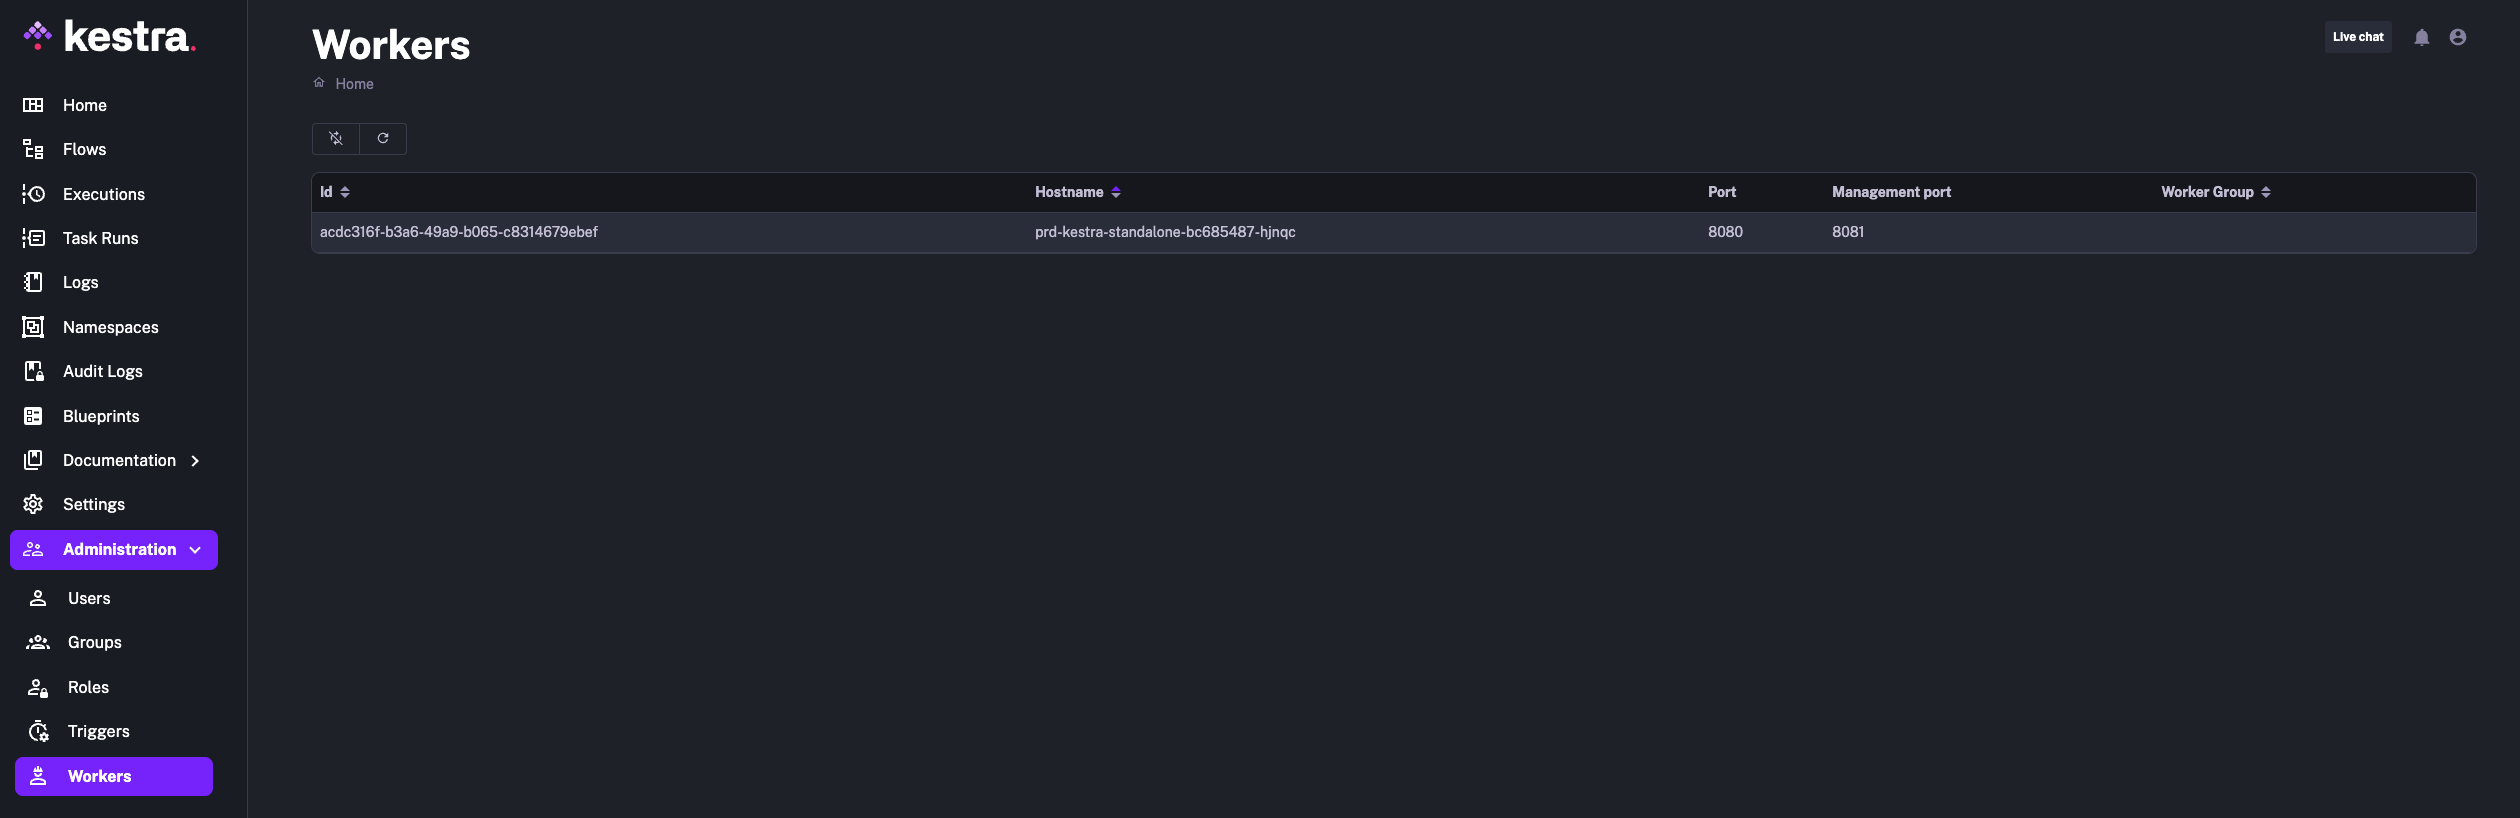 kestra.
Home
Flows
Executions
Task Runs
Logs
Namespaces
Audit Logs
Blueprints
Documentation
Settings
Administration
Users
Groups
Roles
Triggers
Workers
Workers
Home
Live chat
Id Hostname Port Management port Worker Group
acdc316f-b3a6-49a9-b065-c8314679ebef prd-kestra-standalone-bc685487-hjnqc 8080 8081